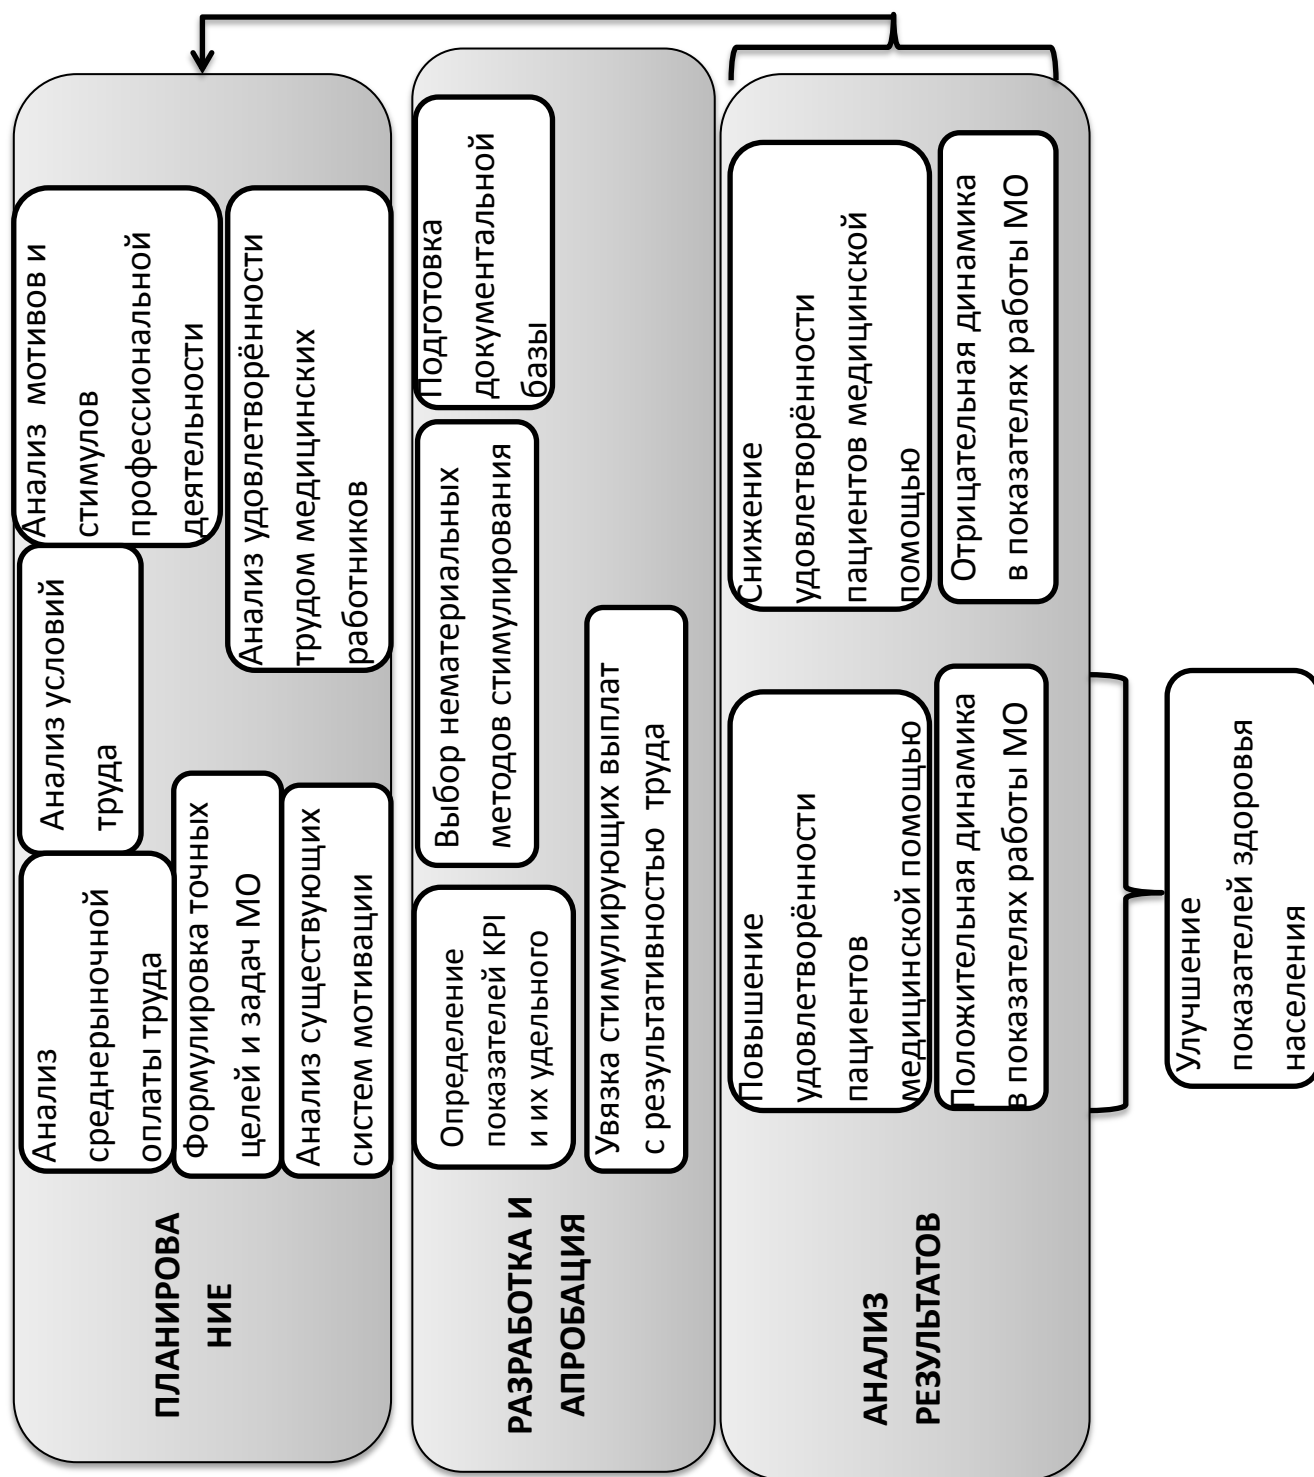 ПЛАНИРОВА
НИЕ
Анализ
среднерыночной
оплаты труда
Анализ условий
труда
Анализ мотивов и
стимулов
профессиональной
деятельности
Формулировка точных
целей и задач МО
Анализ существующих
систем мотивации
Анализ удовлетворённости
трудом медицинских
работников
РАЗРАБОТКА И
АПРОБАЦИЯ
Определение
показателей KPI
и их удельного
Выбор нематериальных
методов стимулирования
Подготовка
документальной
базы
Увязка стимулирующих выплат
с результативностью труда
АНАЛИЗ
РЕЗУЛЬТАТОВ
Повышение
удовлетворённости
пациентов
медицинской помощью
Положительная динамика
в показателях работы МО
Снижение
удовлетворённости
пациентов медицинской
помощью
Отрицательная динамика
в показателях работы МО
Улучшение
показателей здоровья
населения